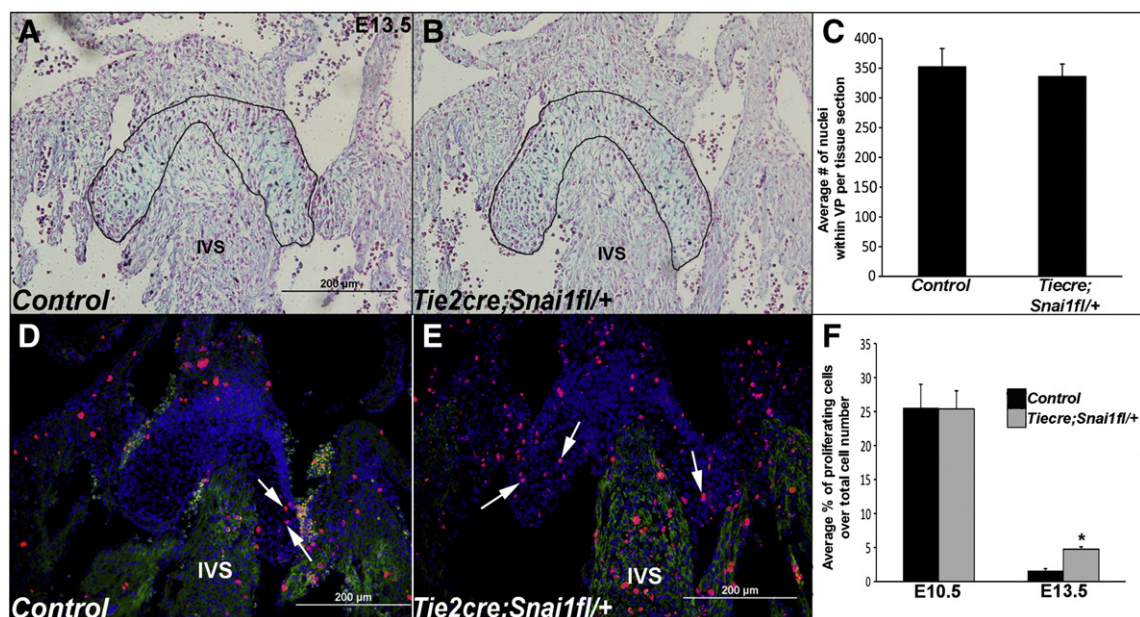 A
E13.5
IVS
200 µm
Control
B
IVS
Tie2cre;Snai1fl/+
C
Average # of nuclei
within VP per tissue section
400
350
300
250
200
150
100
50
0
Control
Tiecre;
Snai1fl/+
D
IVS
200 µm
Control
E
IVS
200 µm
Tie2cre;Snai1fl/+
F
Average % of proliferating cells
over total cell number
35
30
25
20
15
10
5
0
Control
Tiecre;Snai1fl/+
*
E10.5
E13.5